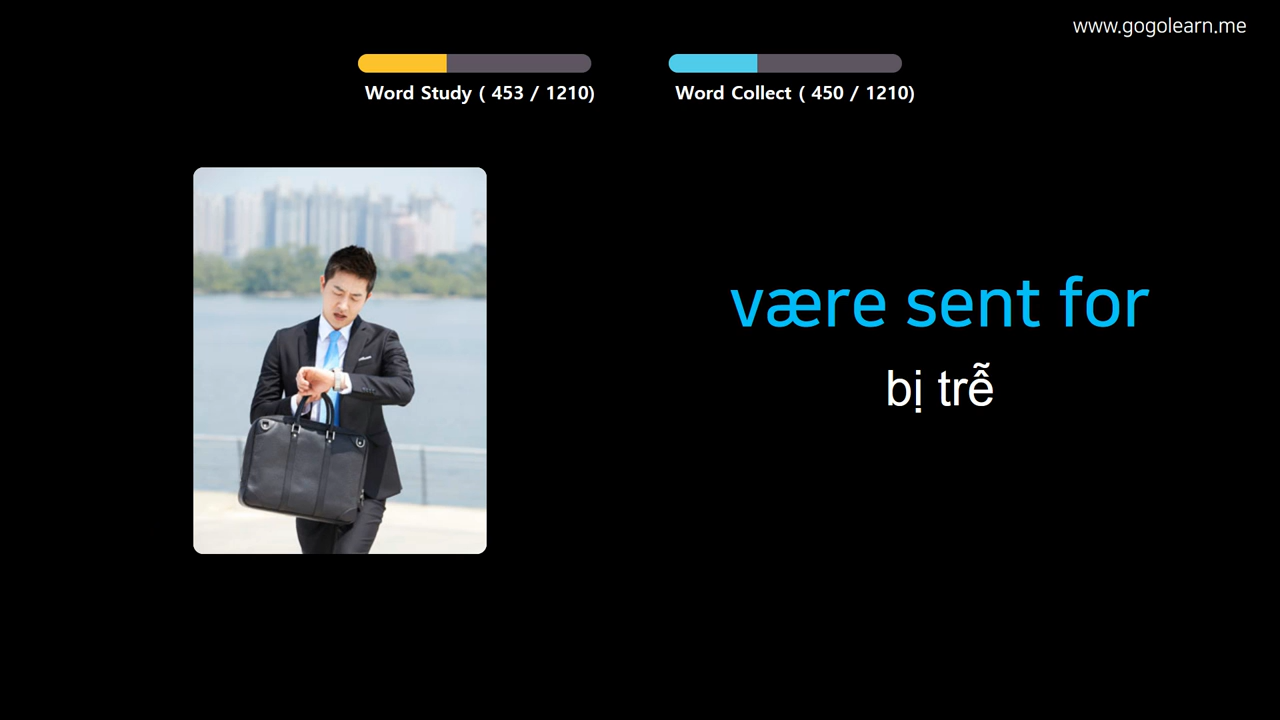 www.gogolearn.me
Word Study ( 453 / 1210)
Word Collect ( 450 / 1210)
være sent for
bị trễ